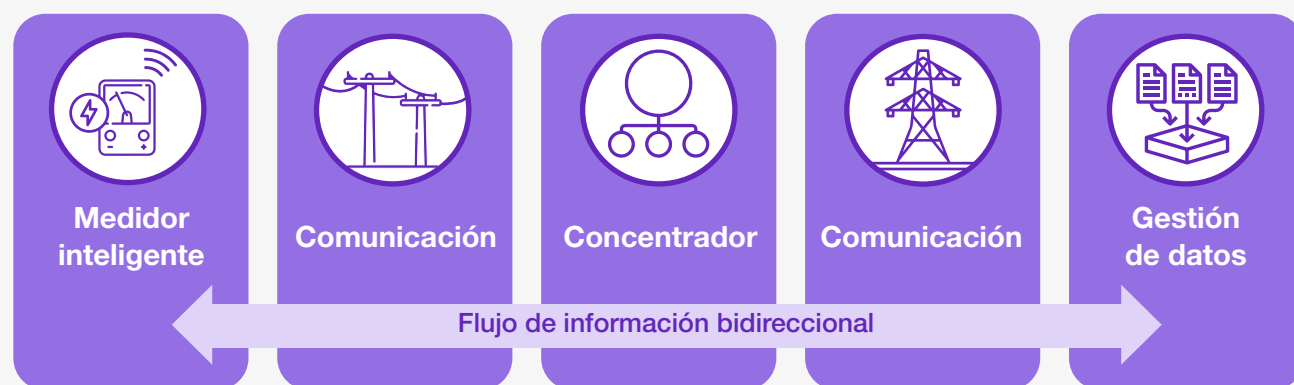 Medidor
inteligente
Comunicación
Concentrador
Comunicación
Gestión
de datos
Flujo de información bidireccional